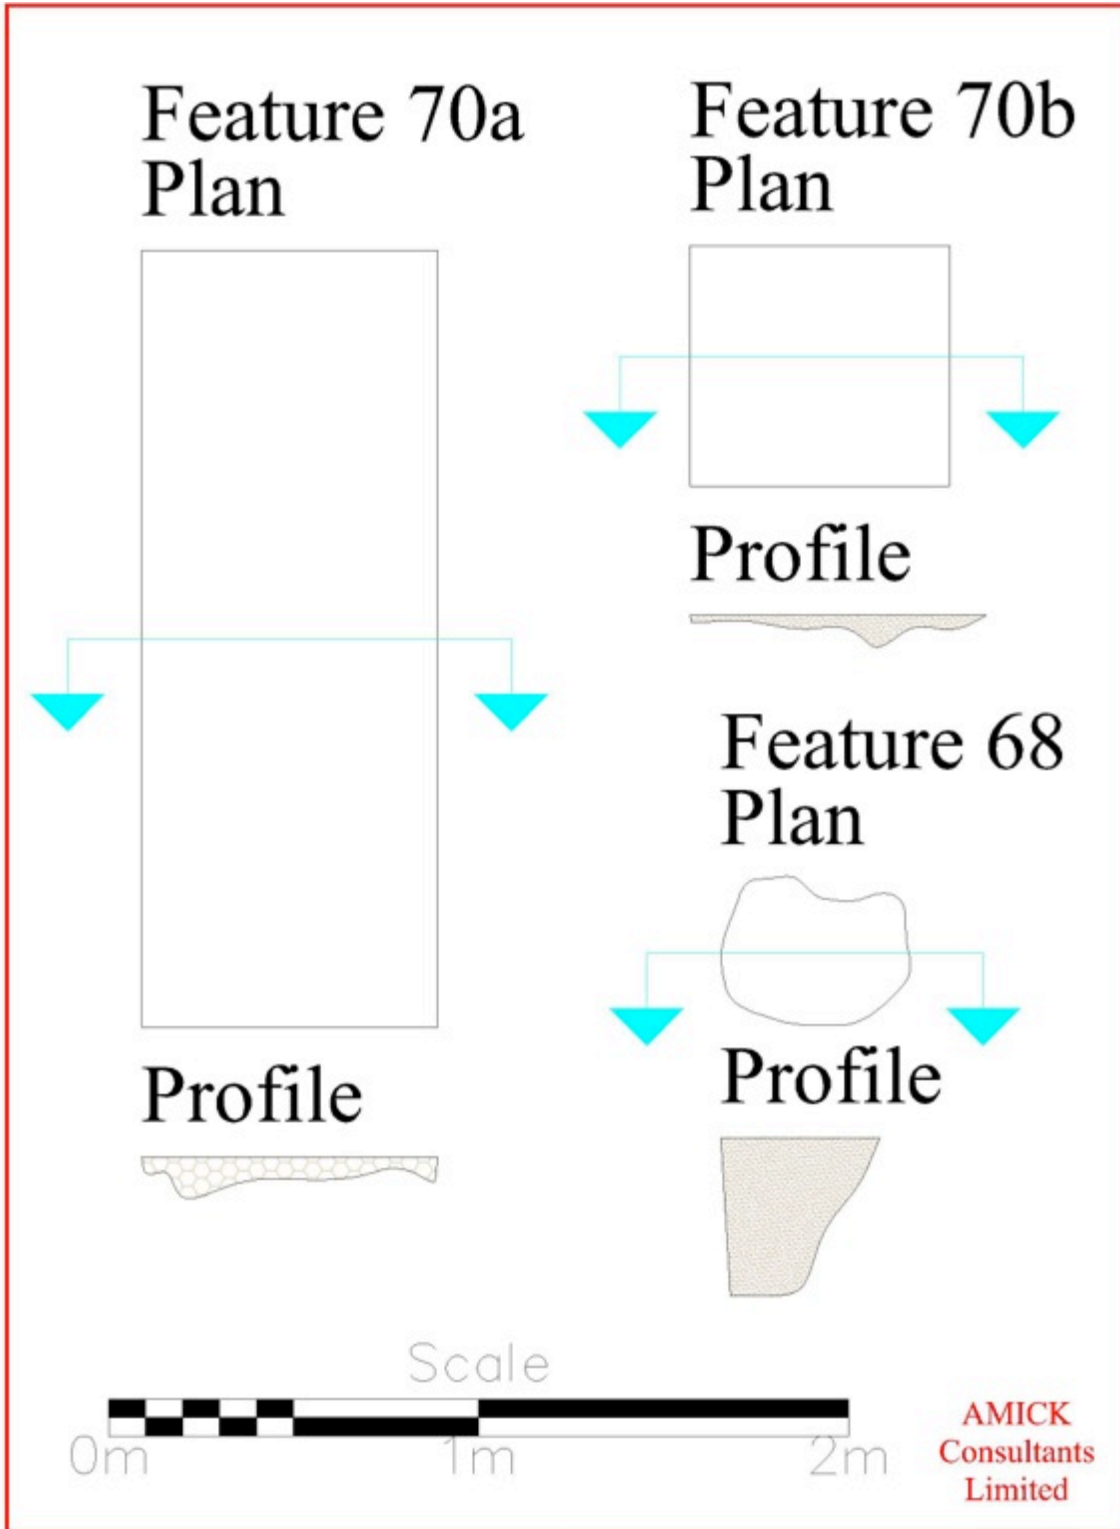 Feature 70a
Plan
Profile
Feature 70b
Plan
Profile
Feature 68
Plan
Profile
Scale
0m 1m 2m
AMICK
Consultants
Limited